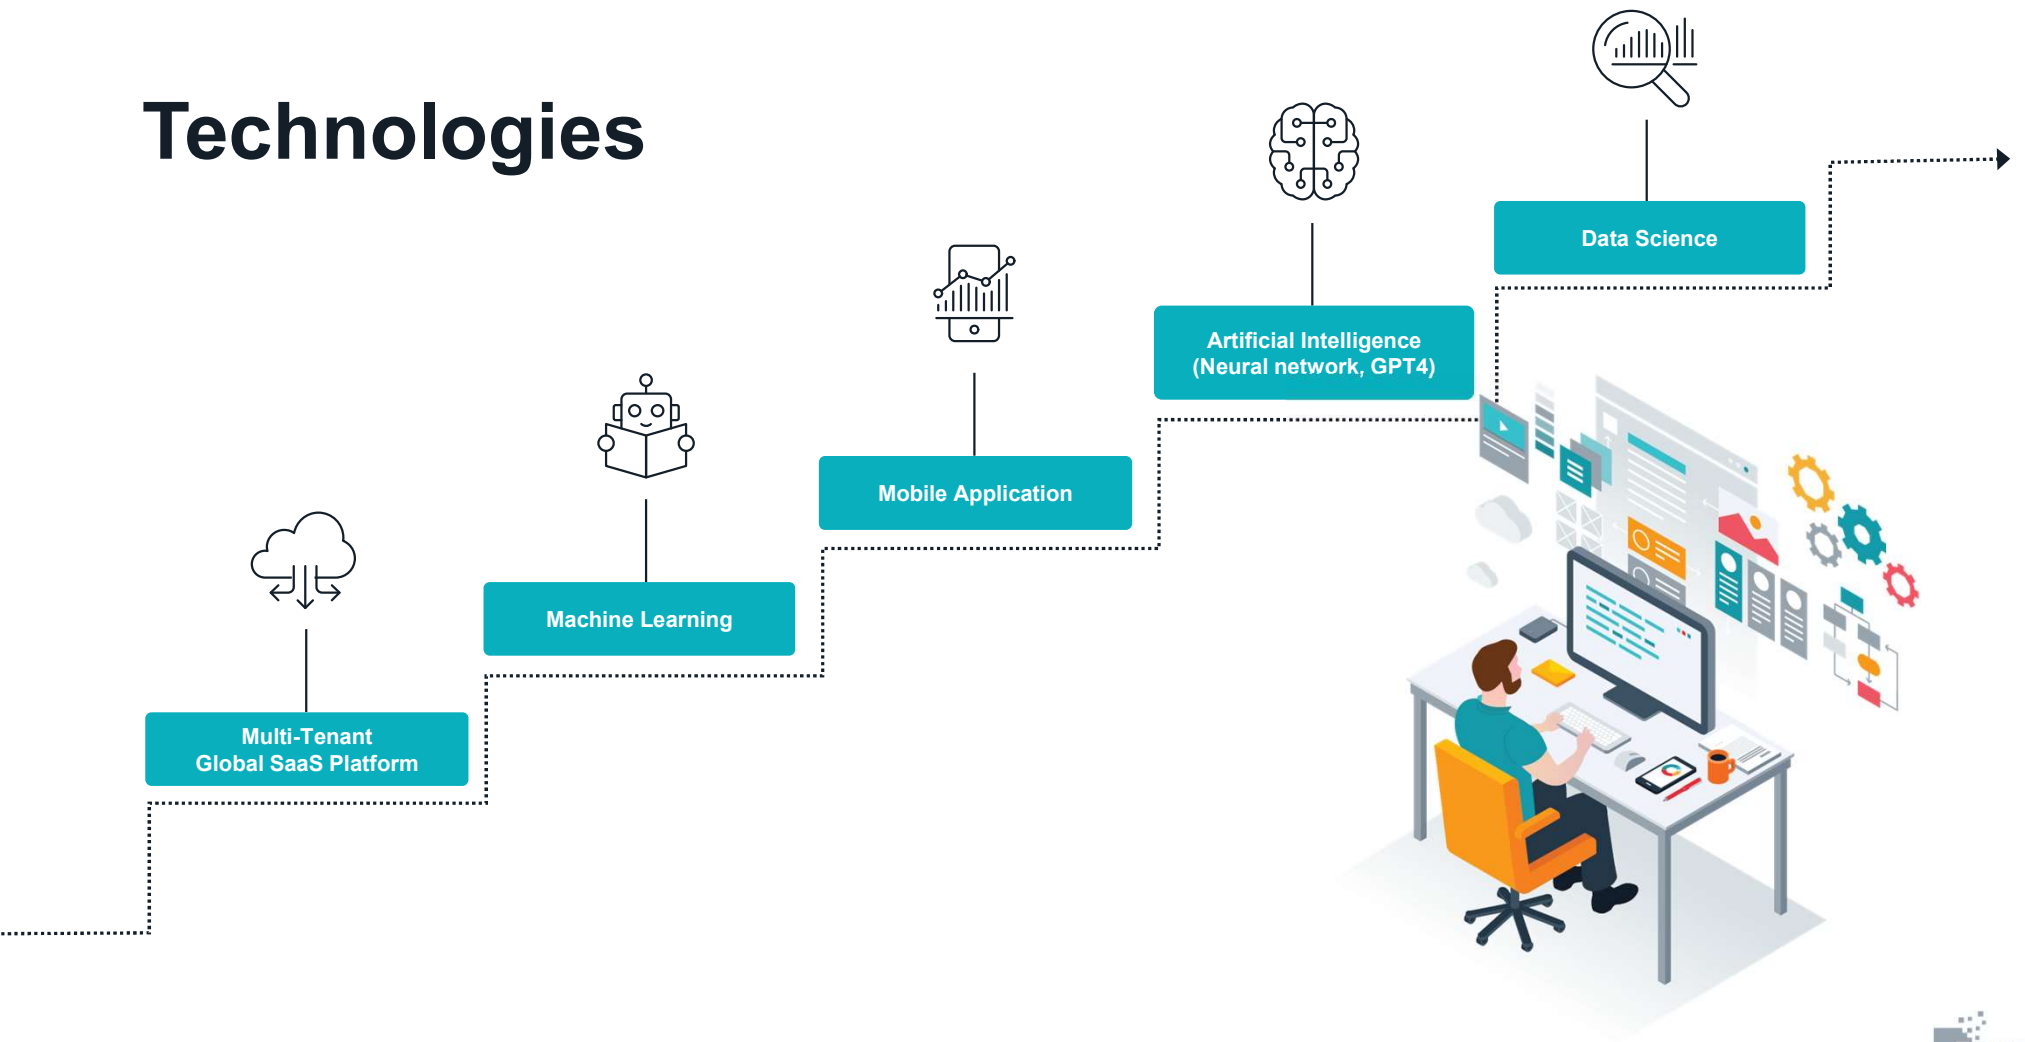 Technologies
Data Science
Artificial Intelligence
(Neural network, GPT4)
Mobile Application
Machine Learning
Multi-Tenant
Global SaaS Platform